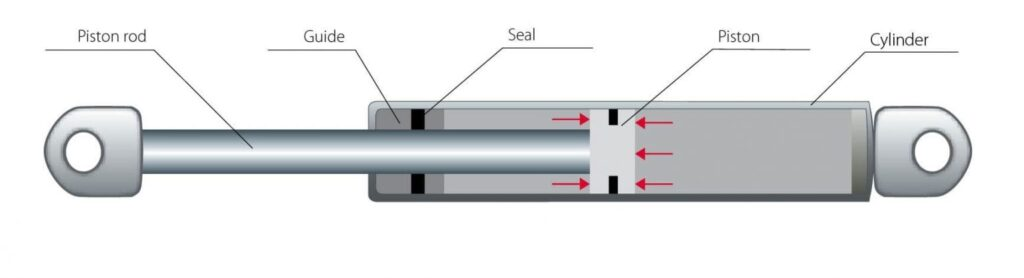 Piston rod
Guide
Seal
Piston
Cylinder